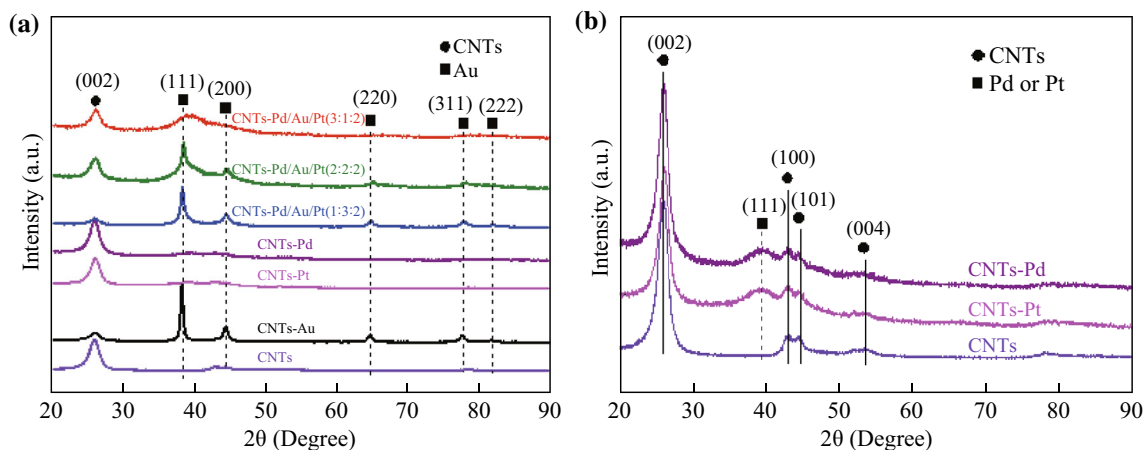 (a)
CNTs
Au
(002)
(111)
(200)
(220)
(311)
(222)
CNTs-Pd/Au/Pt(3:1:2)
CNTs-Pd/Au/Pt(2:2:2)
CNTs-Pd/Au/Pt(1:3:2)
CNTs-Pd
CNTs-Pt
CNTs-Au
CNTs
Intensity (a.u.)
20 30 40 50 60 70 80 90
2θ (Degree)
(b)
(002)
CNTs
Pd or Pt
(100)
(101)
(111)
(004)
CNTs-Pd
CNTs-Pt
CNTs
Intensity (a.u.)
20 30 40 50 60 70 80 90
2θ (Degree)